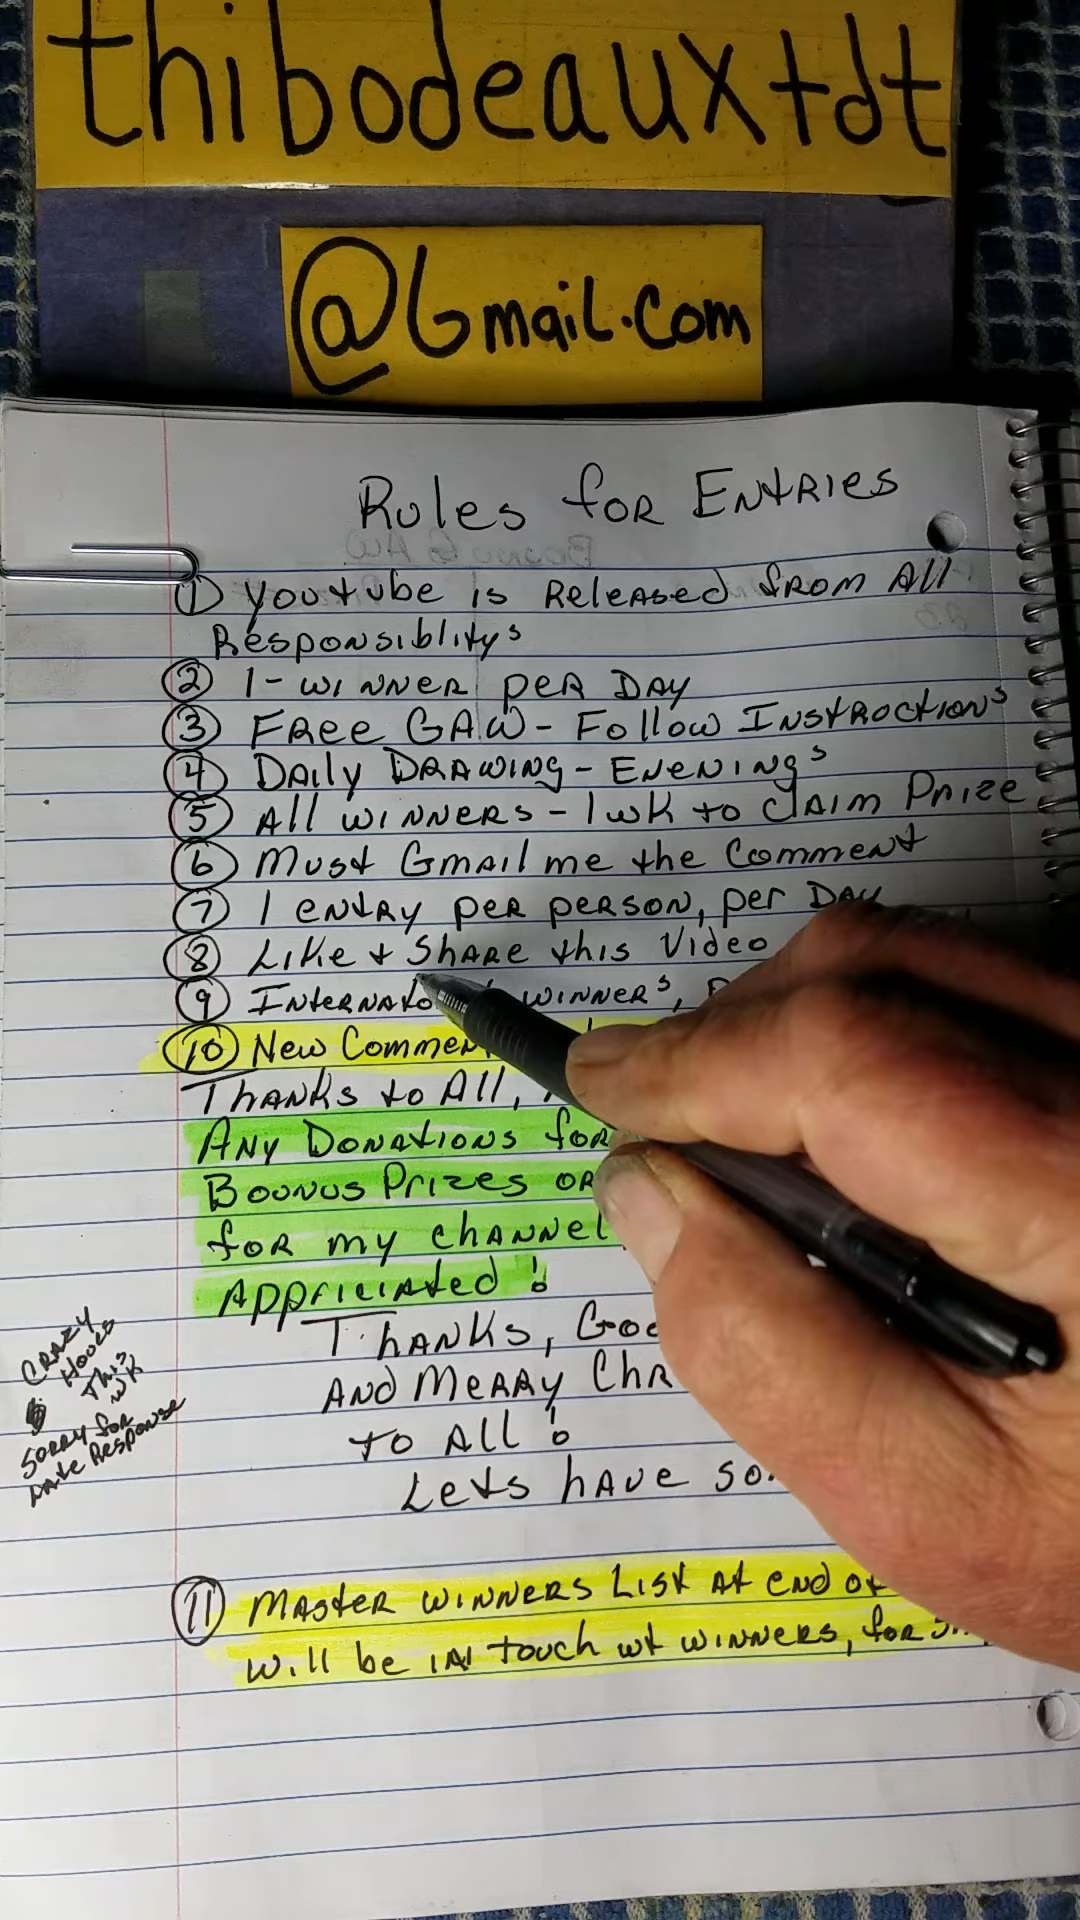 thibodeauxtdt
@Gmail.com
Rules for Entries
① Youtube is Released from All
Responsiblitys
② 1 - winner per Day
③ Free GAW - Follow Instructions
④ Daily Drawing - Evenings
⑤ All winners - 1 wk to claim Prize
⑥ Must Gmail me the Comment
⑦ 1 entry per person, per Day
⑧ Like + Share this Video
⑨ winners,
⑩ New
Thanks to All,
Any Donations for
Bounus Prizes or
for my channel
Appriciated!
Thanks,
And Merry
to All!
Lets have
Crazy
Hours
This
wk
Sorry for
Late Response
⑪ Master winners List at end of
will be in touch wt winners, for